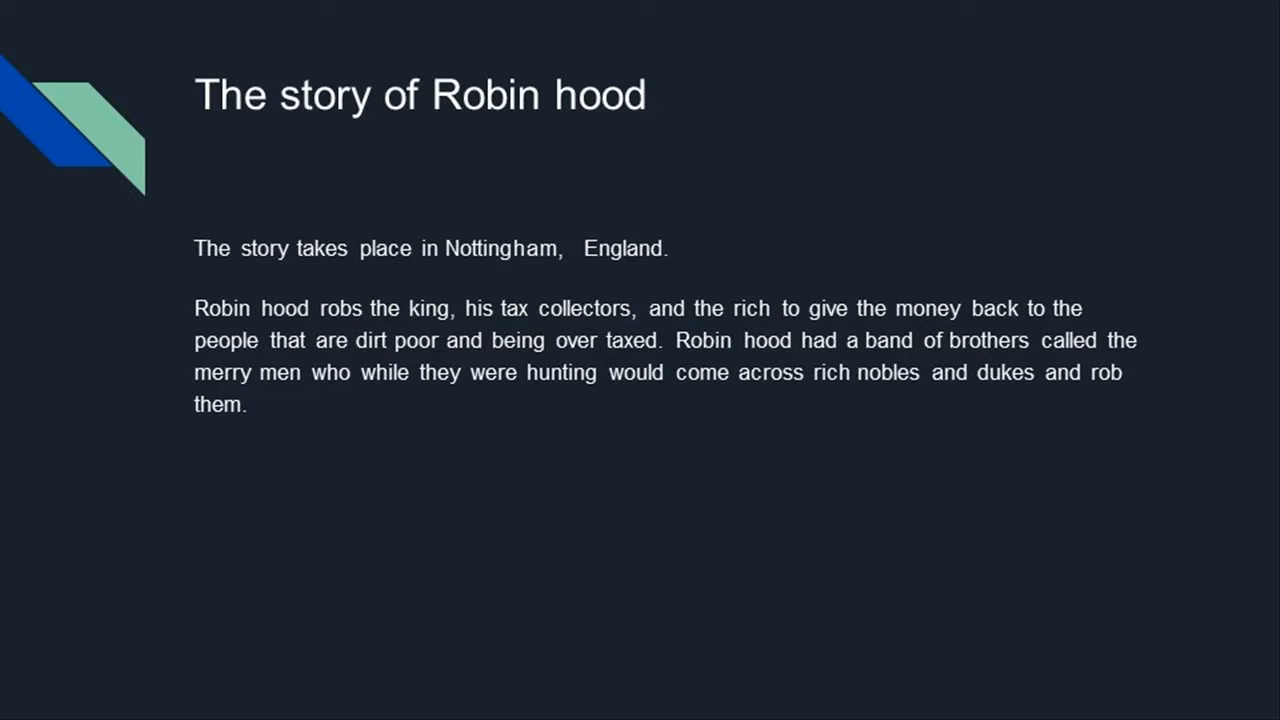 The story of Robin hood
The story takes place in Nottingham, England.
Robin hood robs the king, his tax collectors, and the rich to give the money back to the
people that are dirt poor and being over taxed. Robin hood had a band of brothers called the
merry men who while they were hunting would come across rich nobles and dukes and rob
them.